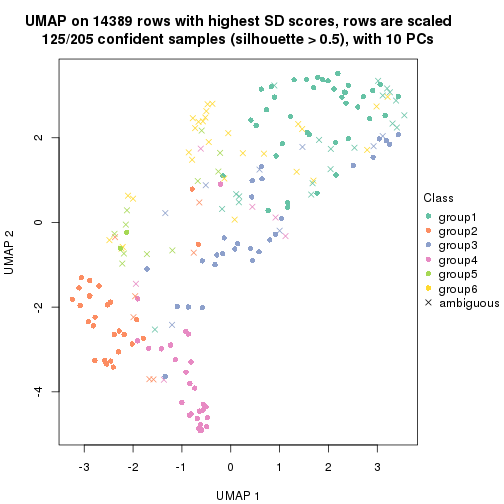 UMAP on 14389 rows with highest SD scores, rows are scaled
125/205 confident samples (silhouette > 0.5), with 10 PCs
2
0
-2
-4
UMAP 2
-3
-2
-1
0
1
2
3
UMAP 1
Class
group1
group2
group3
group4
group5
group6
ambiguous